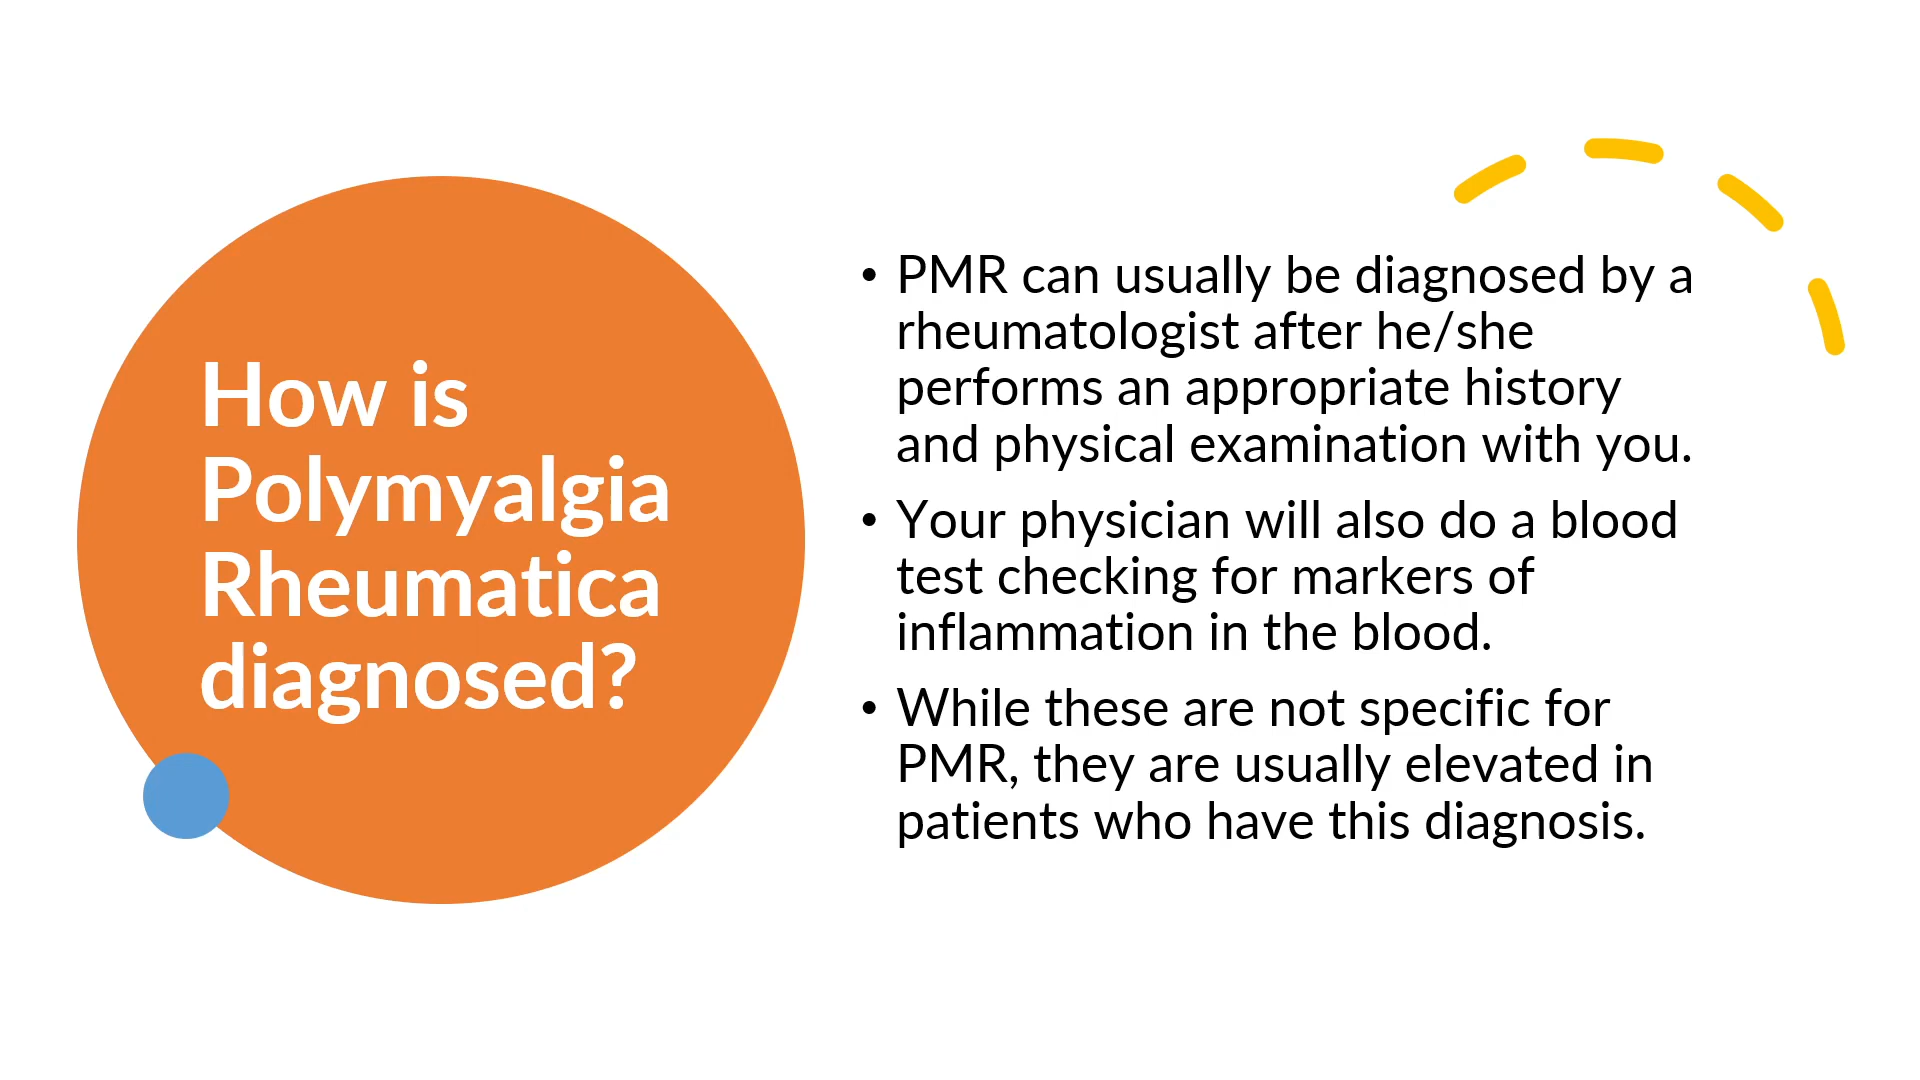 How is
Polymyalgia
Rheumatica
diagnosed?
• PMR can usually be diagnosed by a
rheumatologist after he/she
performs an appropriate history
and physical examination with you.
• Your physician will also do a blood
test checking for markers of
inflammation in the blood.
• While these are not specific for
PMR, they are usually elevated in
patients who have this diagnosis.